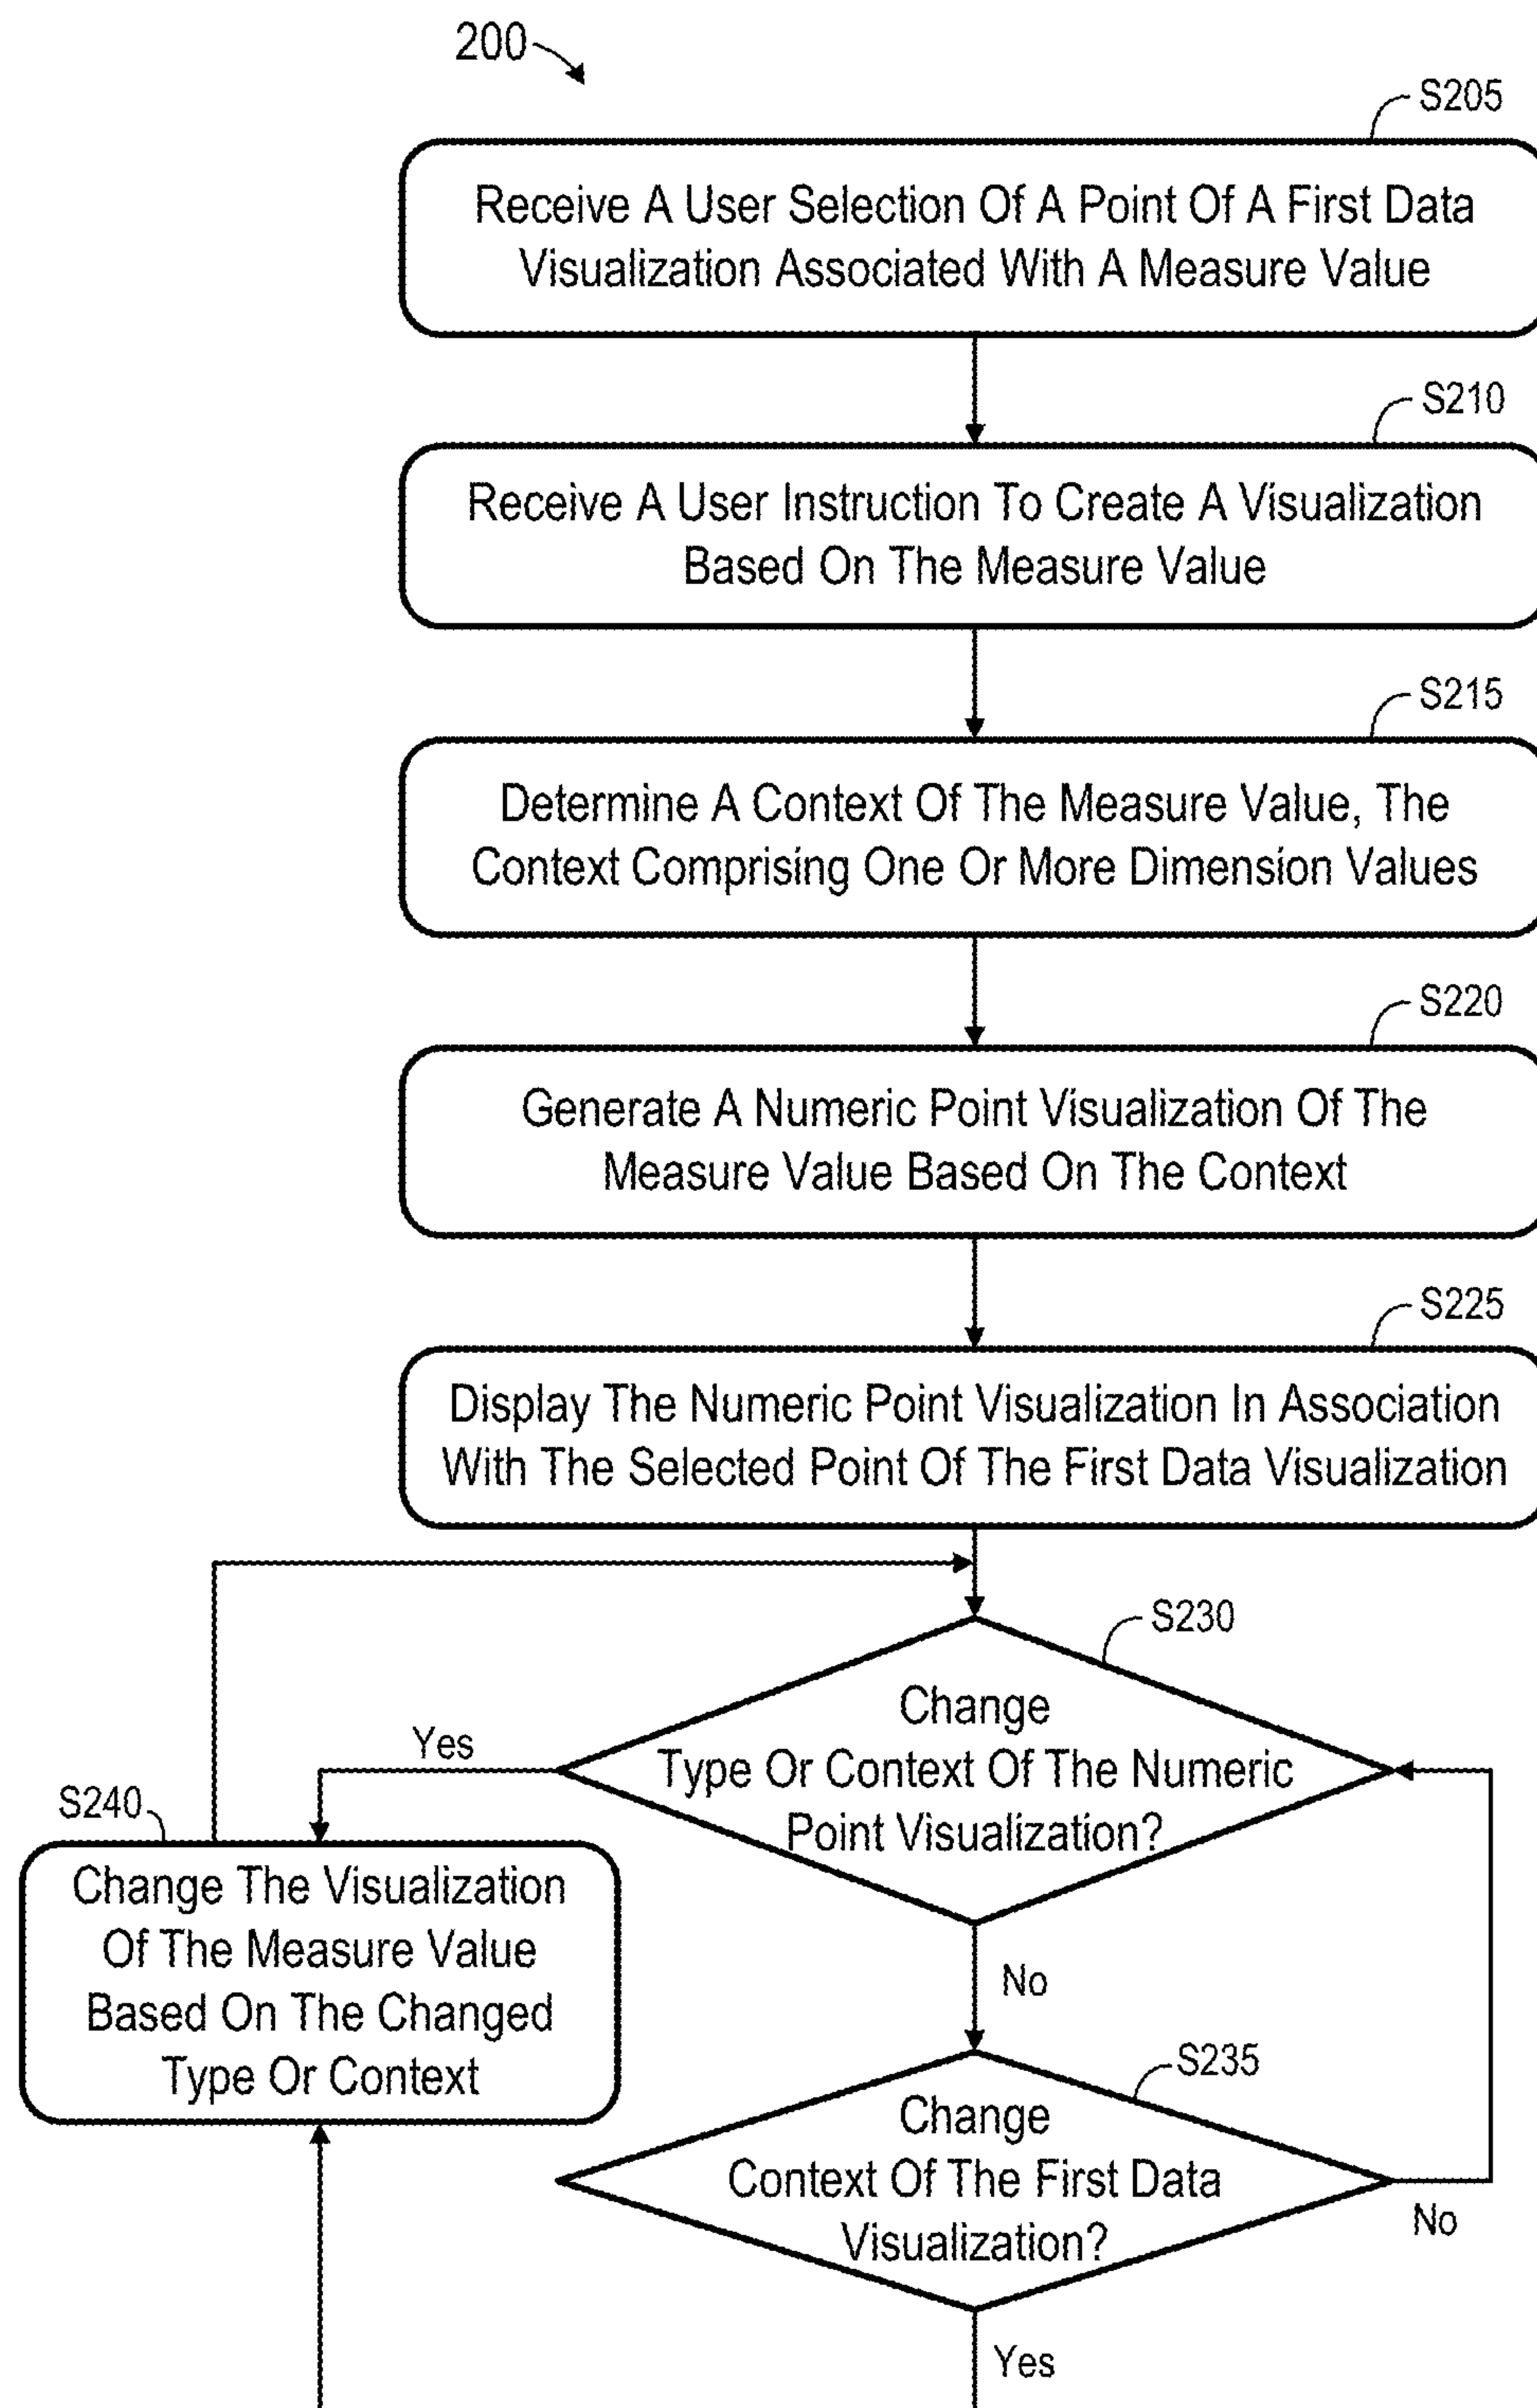 200
S205
Receive A User Selection Of A Point Of A First Data
Visualization Associated With A Measure Value
S210
Receive A User Instruction To Create A Visualization
Based On The Measure Value
S215
Determine A Context Of The Measure Value, The
Context Comprising One Or More Dimension Values
S220
Generate A Numeric Point Visualization Of The
Measure Value Based On The Context
S225
Display The Numeric Point Visualization In Association
With The Selected Point Of The First Data Visualization
S230
Change
Type Or Context Of The Numeric
Point Visualization?
Yes
S240
Change The Visualization
Of The Measure Value
Based On The Changed
Type Or Context
No
S235
Change
Context Of The First Data
Visualization?
No
Yes